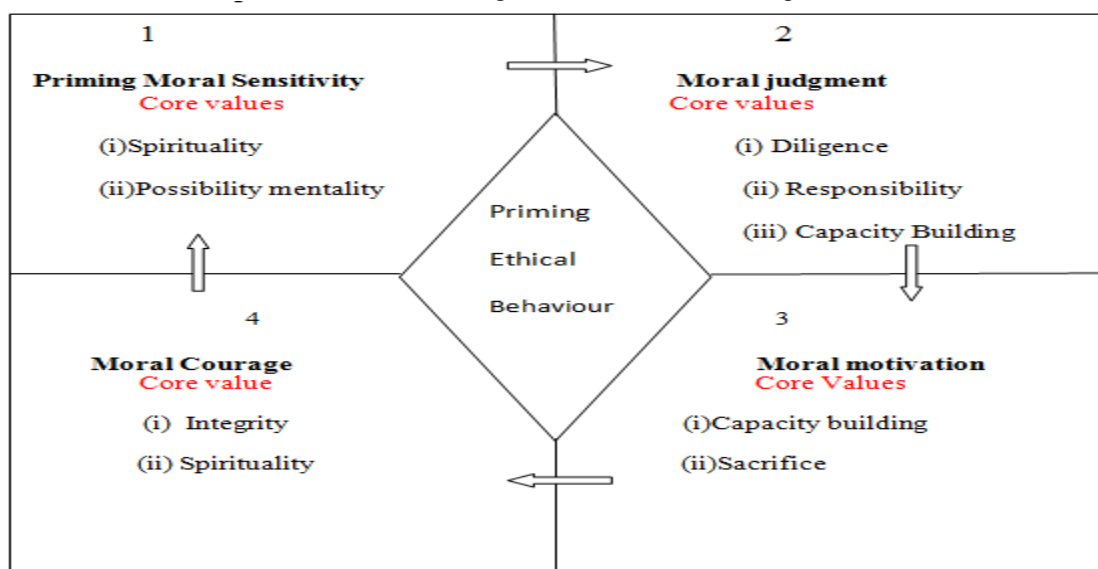 1
Priming Moral Sensitivity
Core values
(i)Spirituality
(ii)Possibility mentality
2
Moral judgment
Core values
(i) Diligence
(ii) Responsibility
(iii) Capacity Building
Priming
Ethical
Behaviour
4
Moral Courage
Core value
(i) Integrity
(ii) Spirituality
3
Moral motivation
Core Values
(i)Capacity building
(ii)Sacrifice